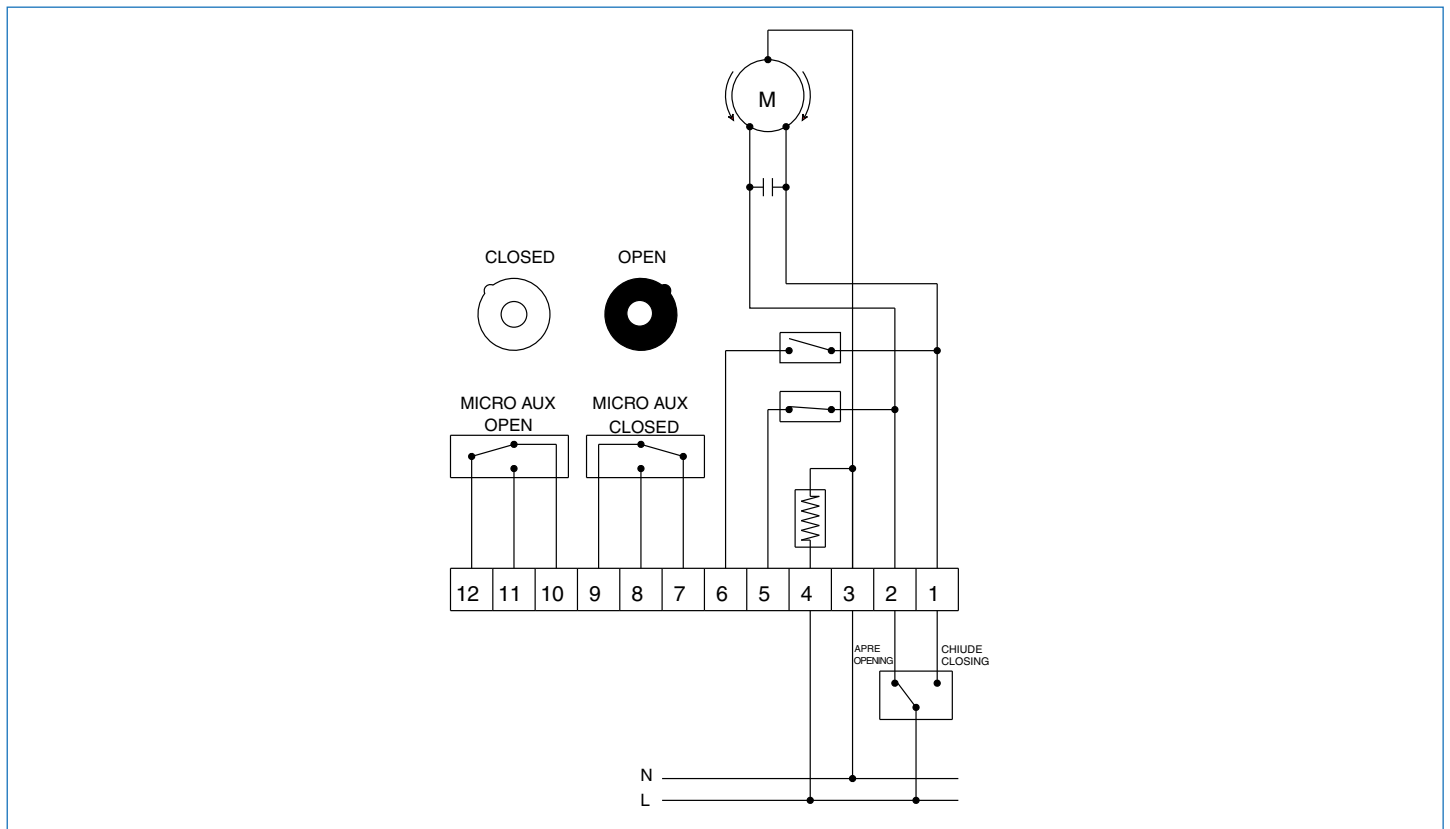 M
CLOSED
OPEN
MICRO AUX
OPEN
MICRO AUX
CLOSED
12 11 10 9 8 7 6 5 4 3 2 1
APRE
OPENING
CHIUDE
CLOSING
N
L